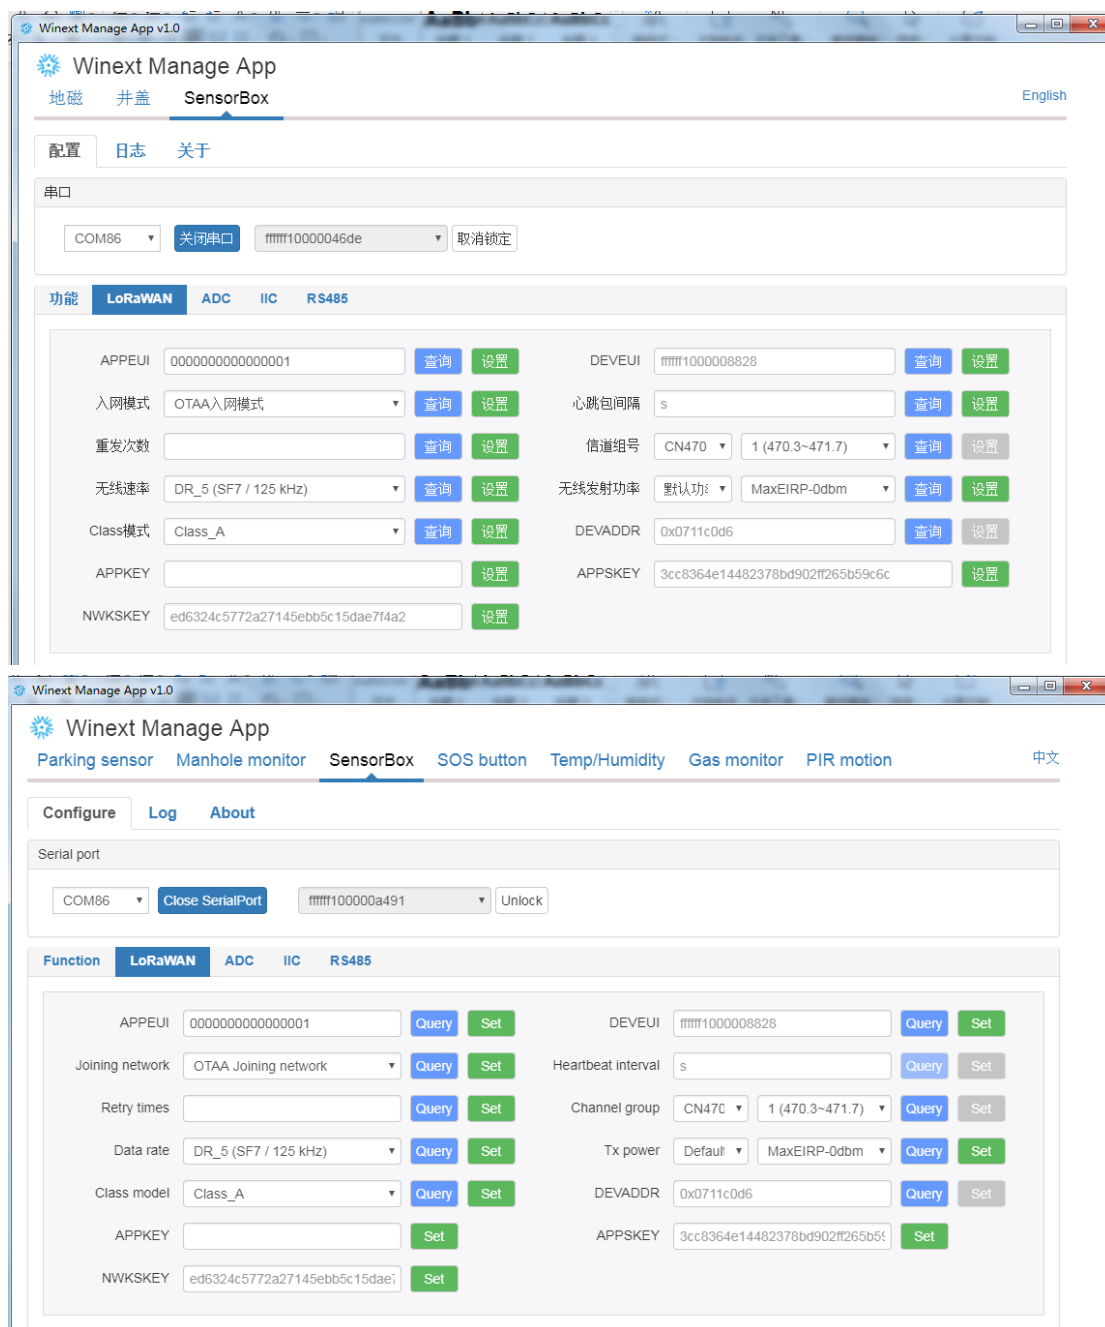 Winext Manage App v1.0
Winext Manage App
地磁 井盖 SensorBox English
配置 日志 关于
串口
COM86 关闭串口 ffffff10000046de 取消锁定
功能 LoRaWAN ADC IIC RS485
APPEUI 0000000000000001 查询 设置 DEVEUI ffffff1000008828 查询 设置
入网模式 OTAA入网模式 查询 设置 心跳包间隔 s 查询 设置
重发次数 查询 设置 信道组号 CN470 1 (470.3~471.7) 查询 设置
无线速率 DR_5 (SF7 / 125 kHz) 查询 设置 无线发射功率 默认功 MaxEIRP-0dbm 查询 设置
Class模式 Class_A 查询 设置 DEVADDR 0x0711c0d6 查询 设置
APPKEY 设置 APPSKEY 3cc8364e14482378bd902ff265b59c6c 设置
NWKSKEY ed6324c5772a27145ebb5c15dae7f4a2 设置
Winext Manage App v1.0
Winext Manage App
Parking sensor Manhole monitor SensorBox SOS button Temp/Humidity Gas monitor PIR motion 中文
Configure Log About
Serial port
COM86 Close SerialPort ffffff100000a491 Unlock
Function LoRaWAN ADC IIC RS485
APPEUI 0000000000000001 Query Set DEVEUI ffffff1000008828 Query Set
Joining network OTAA Joining network Query Set Heartbeat interval s Query Set
Retry times Query Set Channel group CN470 1 (470.3~471.7) Query Set
Data rate DR_5 (SF7 / 125 kHz) Query Set Tx power Default MaxEIRP-0dbm Query Set
Class model Class_A Query Set DEVADDR 0x0711c0d6 Query Set
APPKEY Set APPSKEY 3cc8364e14482378bd902ff265b59 Set
NWKSKEY ed6324c5772a27145ebb5c15dae7 Set